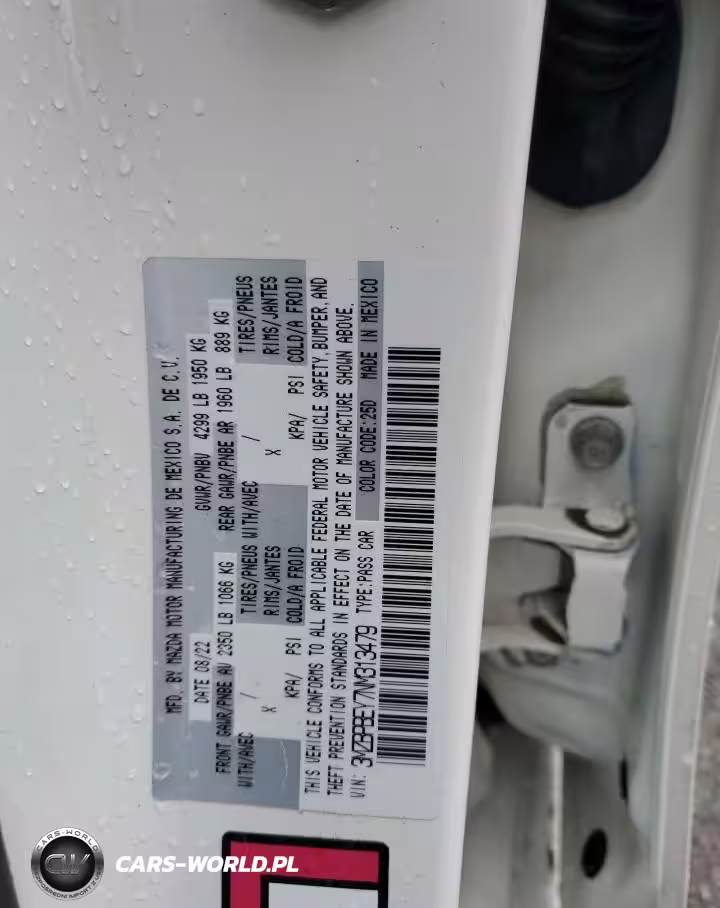 MFD. BY MAZDA MOTOR MANUFACTURING DE MEXICO S.A. DE C.V.
DATE 08/22 GVWR/PNBV 4299 LB 1950 KG
FRONT GAWR/PNBE AV 2350 LB 1066 KG REAR GAWR/PNBE AR 1960 LB 889 KG
WITH/AVEC / TIRES/PNEUS WITH/AVEC / TIRES/PNEUS
X RIMS/JANTES X RIMS/JANTES
KPA/ PSI COLD/A FROID KPA/ PSI COLD/A FROID
THIS VEHICLE CONFORMS TO ALL APPLICABLE FEDERAL MOTOR VEHICLE SAFETY, BUMPER, AND
THEFT PREVENTION STANDARDS IN EFFECT ON THE DATE OF MANUFACTURE SHOWN ABOVE.
VIN: 3MZBPBEY7NM313479 TYPE:PASS CAR COLOR CODE:25D MADE IN MEXICO
CARS-WORLD
CW
CARS-WORLD.PL